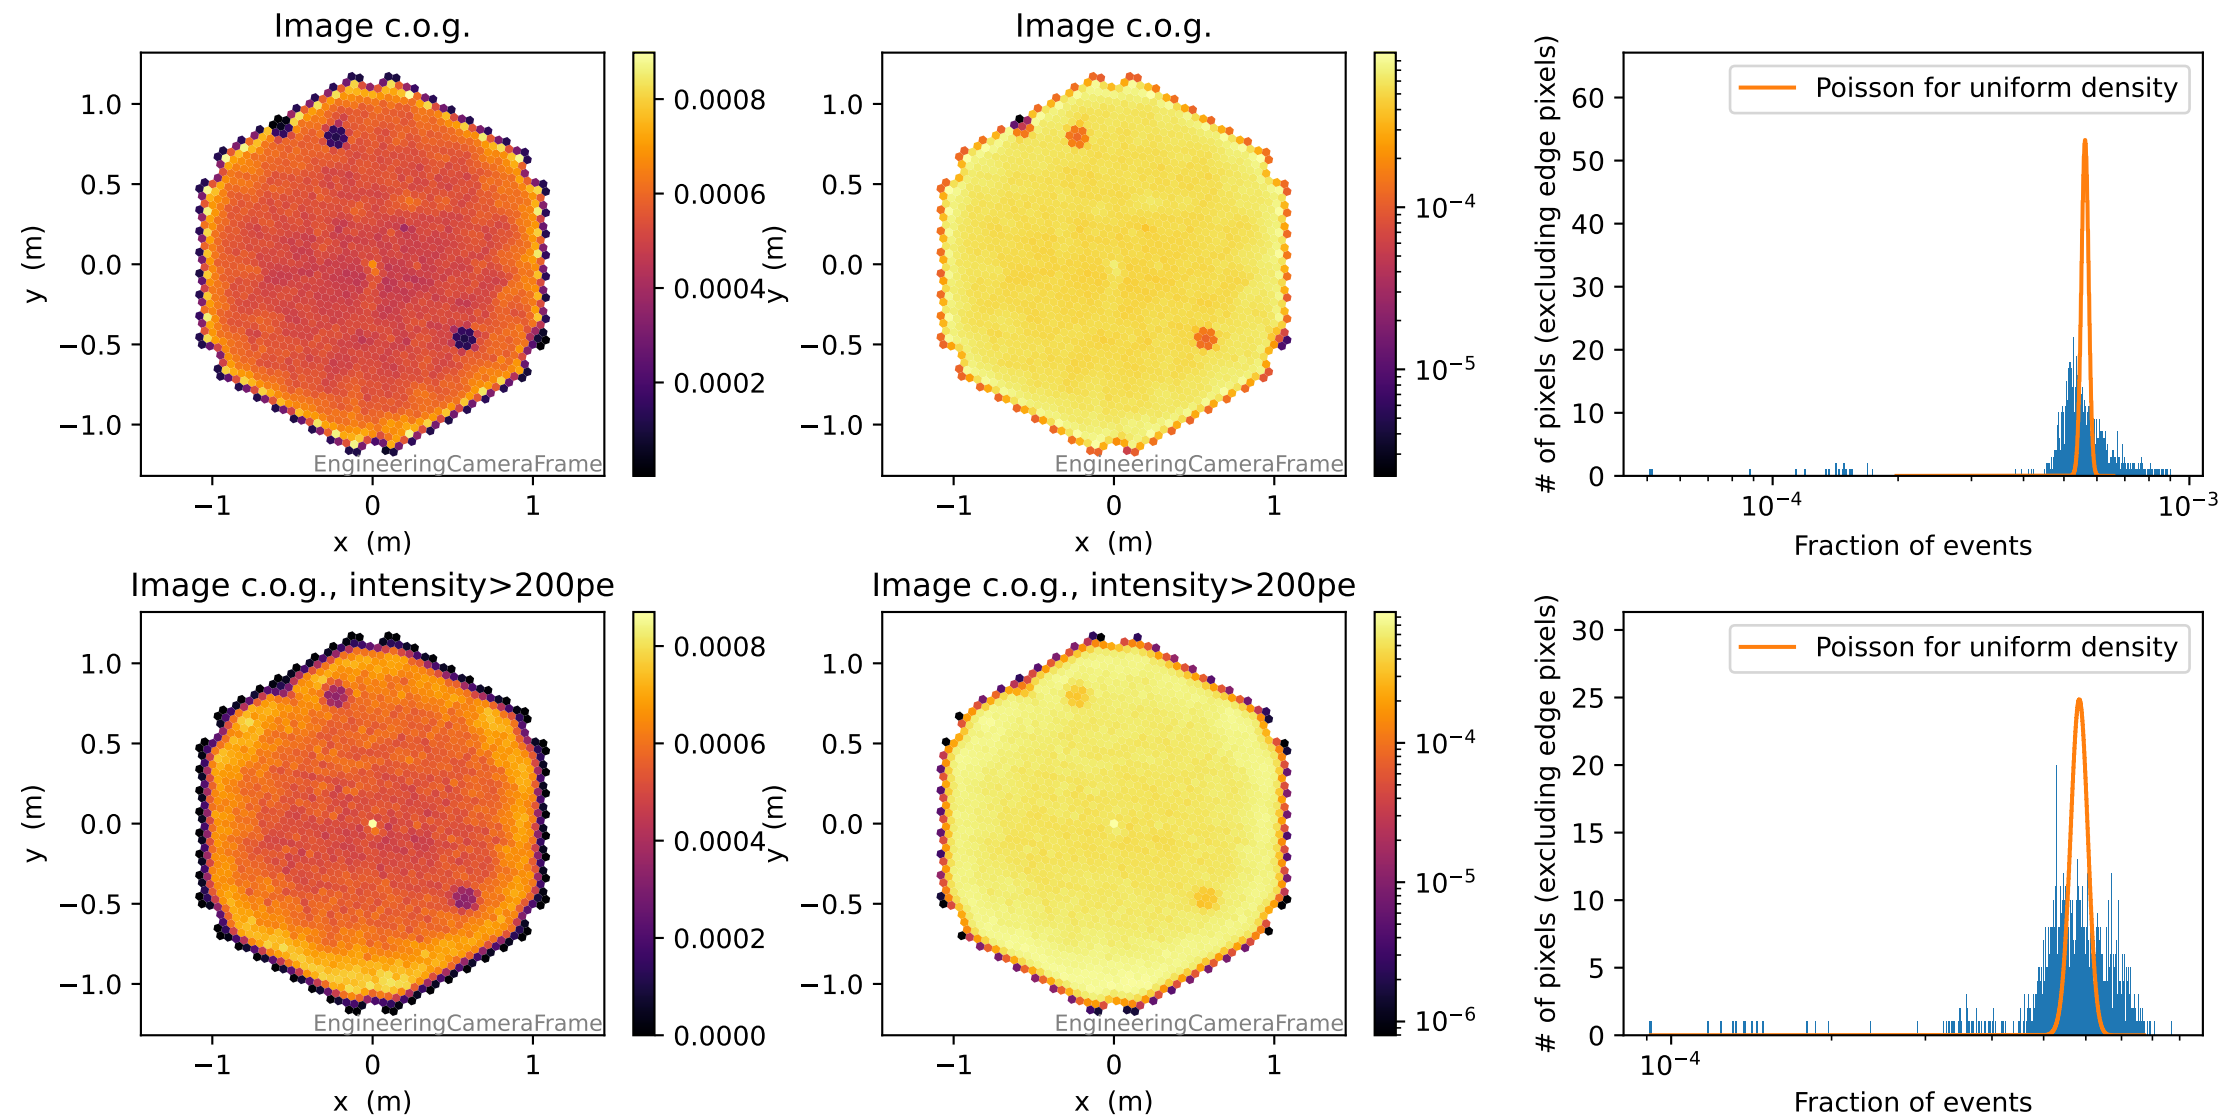 Image c.o.g.
1.0
0.5
0.0
−0.5
−1.0
y (m)
−1
0
1
x (m)
EngineeringCameraFrame
0.0008
0.0006
0.0004
0.0002
Image c.o.g.
1.0
0.5
0.0
−0.5
−1.0
y (m)
−1
0
1
x (m)
EngineeringCameraFrame
10⁻⁴
10⁻⁵
# of pixels (excluding edge pixels)
60
50
40
30
20
10
0
Poisson for uniform density
10⁻⁴
10⁻³
Fraction of events
Image c.o.g., intensity>200pe
1.0
0.5
0.0
−0.5
−1.0
y (m)
−1
0
1
x (m)
EngineeringCameraFrame
0.0008
0.0006
0.0004
0.0002
0.0000
Image c.o.g., intensity>200pe
1.0
0.5
0.0
−0.5
−1.0
y (m)
−1
0
1
x (m)
EngineeringCameraFrame
10⁻⁴
10⁻⁵
10⁻⁶
# of pixels (excluding edge pixels)
30
25
20
15
10
5
0
Poisson for uniform density
10⁻⁴
Fraction of events